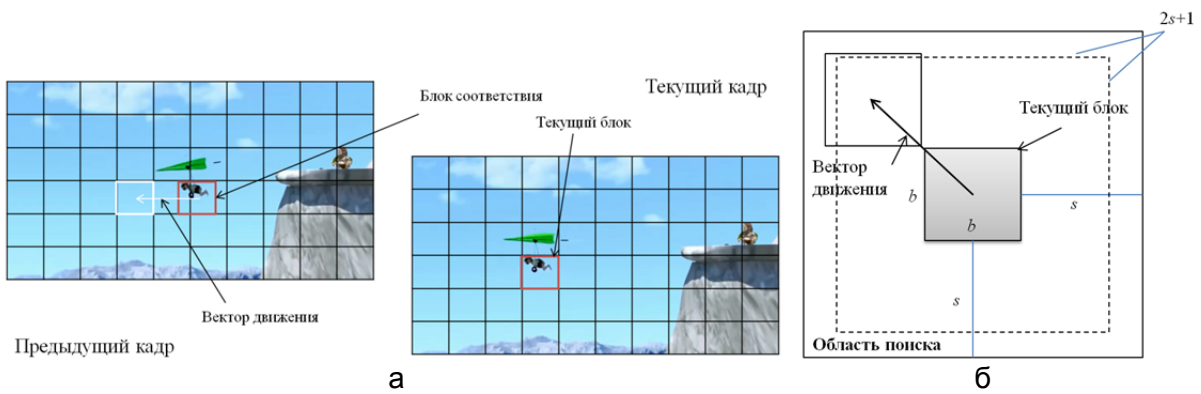 Предыдущий кадр
Вектор движения
Блок соответствия
Текущий кадр
Текущий блок
а
2s+1
Текущий блок
Вектор
движения
b
b
s
s
Область поиска
б